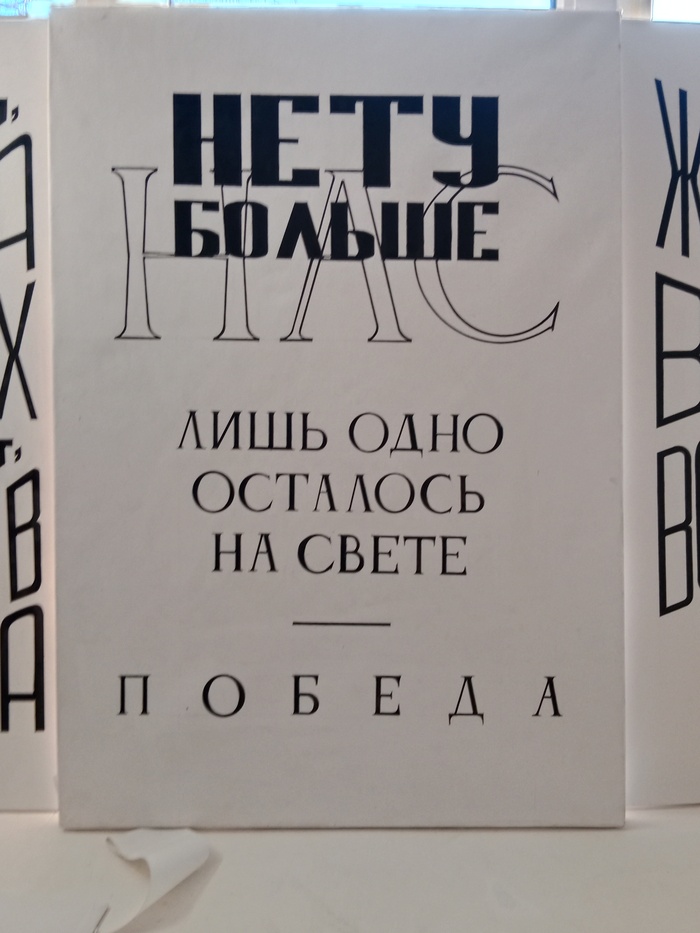 НЕТУ
БОЛЬШЕ
НАС
ЛИШЬ ОДНО
ОСТАЛОСЬ
НА СВЕТЕ
ПОБЕДА